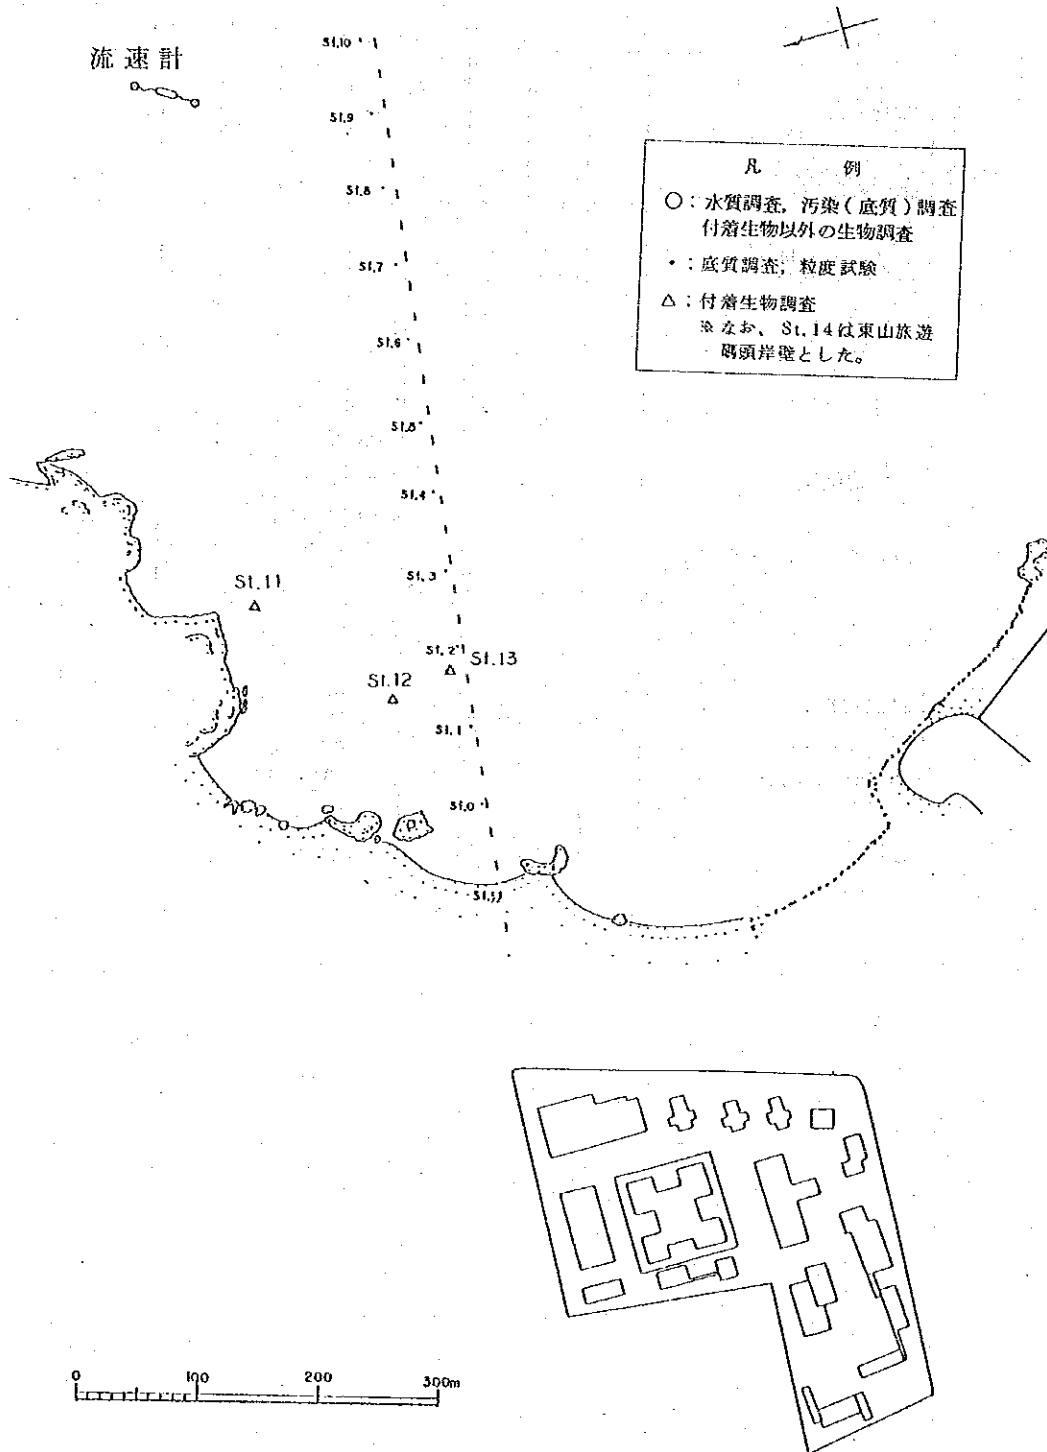 流速計
St.10
St.9
St.8
St.7
St.6
St.5
St.4
St.3
St.2
St.13
St.11
St.12
St.1
St.0
凡 例
○：水質調査，汚染（底質）調査
付着生物以外の生物調査
・：底質調査，粒度試験
△：付着生物調査
※なお、St.14は東山旅遊
碼頭岸壁とした。
0 100 200 300m